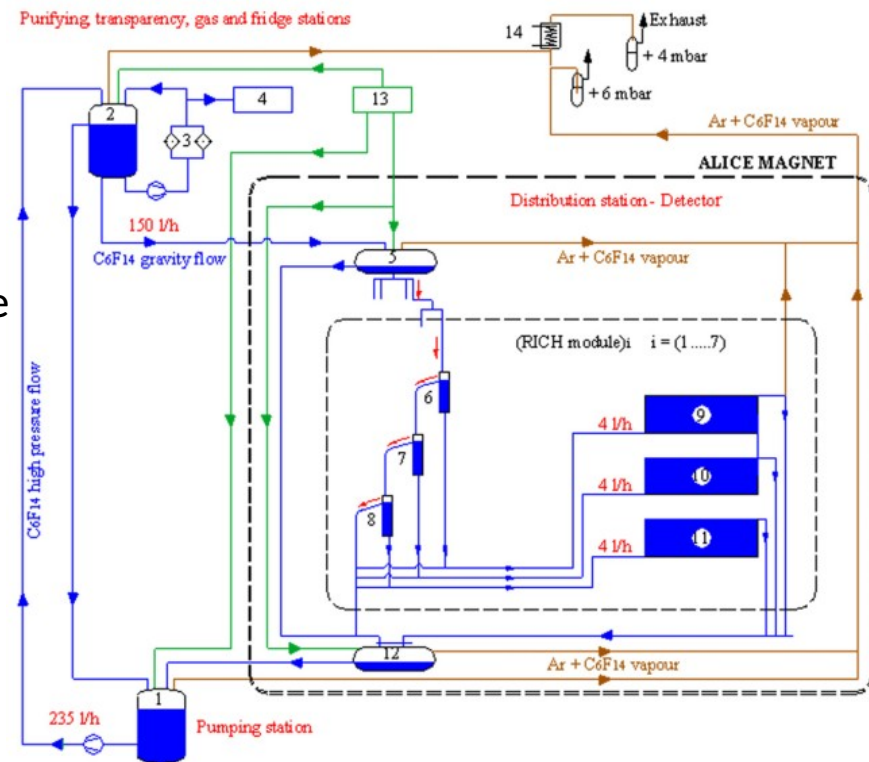 Purifying, transparency, gas and fridge stations
14
Exhaust
+ 4 mbar
+ 6 mbar
2
4
13
3
Ar + C6F14 vapour
ALICE MAGNET
Distribution station - Detector
150 l/h
C6F14 gravity flow
5
Ar + C6F14 vapour
e
(RICH module)i i = (1 .....7)
C6F14 high pressure flow
6
9
4 l/h
7
10
4 l/h
8
11
4 l/h
12
Ar + C6F14 vapour
1
235 l/h
Pumping station